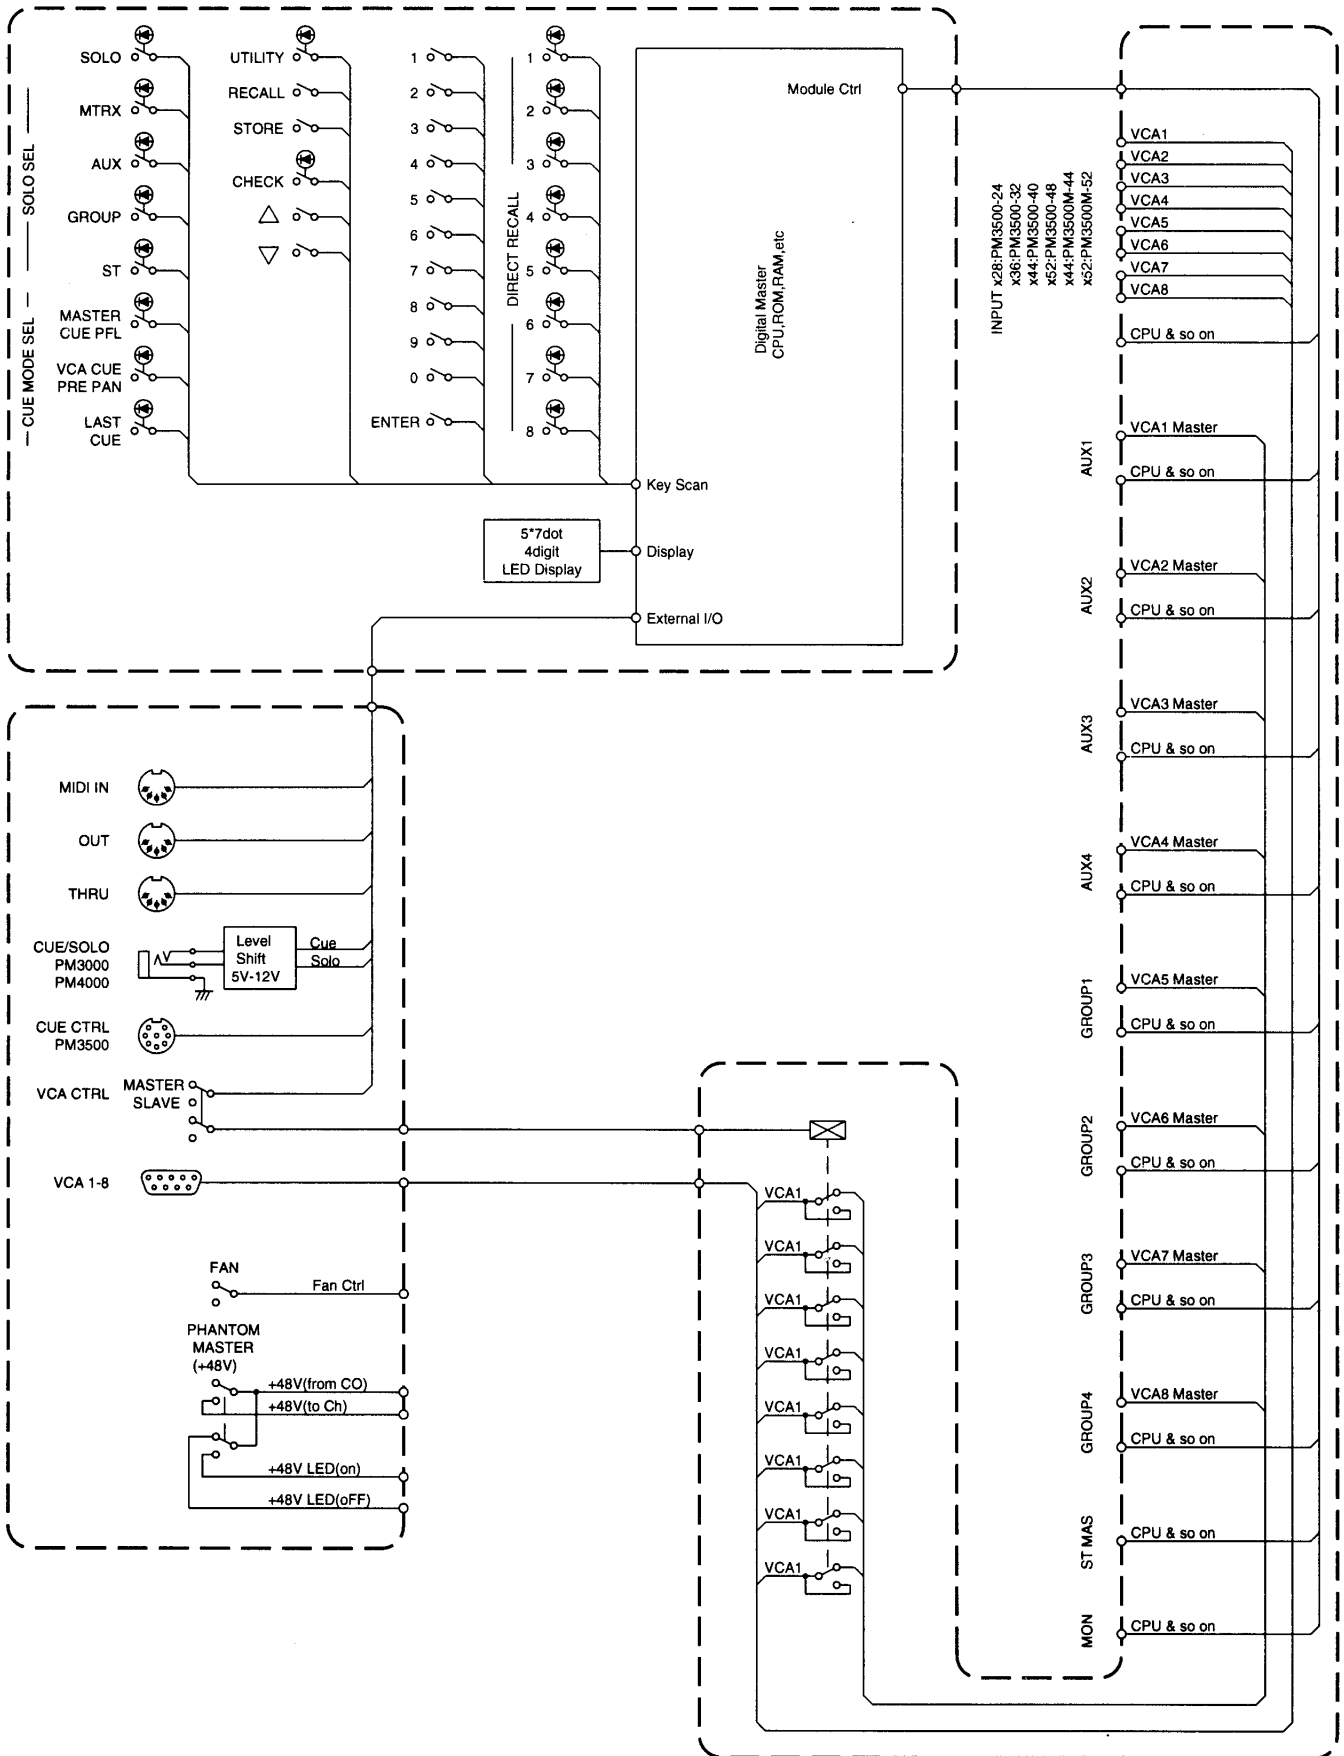 — CUE MODE SEL —
— SOLO SEL —
SOLO
MTRX
AUX
GROUP
ST
MASTER
CUE PFL
VCA CUE
PRE PAN
LAST
CUE
UTILITY
RECALL
STORE
CHECK
△
▽
1
2
3
4
5
6
7
8
9
0
ENTER
DIRECT RECALL
1
2
3
4
5
6
7
8
Module Ctrl
Digital Master
CPU,ROM,RAM,etc
Key Scan
Display
External I/O
5*7dot
4digit
LED Display
MIDI IN
OUT
THRU
CUE/SOLO
PM3000
PM4000
Level
Shift
5V-12V
Cue
Solo
CUE CTRL
PM3500
VCA CTRL
MASTER
SLAVE
VCA 1-8
FAN
Fan Ctrl
PHANTOM
MASTER
(+48V)
+48V(from CO)
+48V(to Ch)
+48V LED(on)
+48V LED(oFF)
VCA1
VCA1
VCA1
VCA1
VCA1
VCA1
VCA1
VCA1
INPUT x28:PM3500-24
x36:PM3500-32
x44:PM3500-40
x52:PM3500-48
x44:PM3500M-44
x52:PM3500M-52
VCA1
VCA2
VCA3
VCA4
VCA5
VCA6
VCA7
VCA8
CPU & so on
AUX1
VCA1 Master
CPU & so on
AUX2
VCA2 Master
CPU & so on
AUX3
VCA3 Master
CPU & so on
AUX4
VCA4 Master
CPU & so on
GROUP1
VCA5 Master
CPU & so on
GROUP2
VCA6 Master
CPU & so on
GROUP3
VCA7 Master
CPU & so on
GROUP4
VCA8 Master
CPU & so on
ST MAS
CPU & so on
MON
CPU & so on